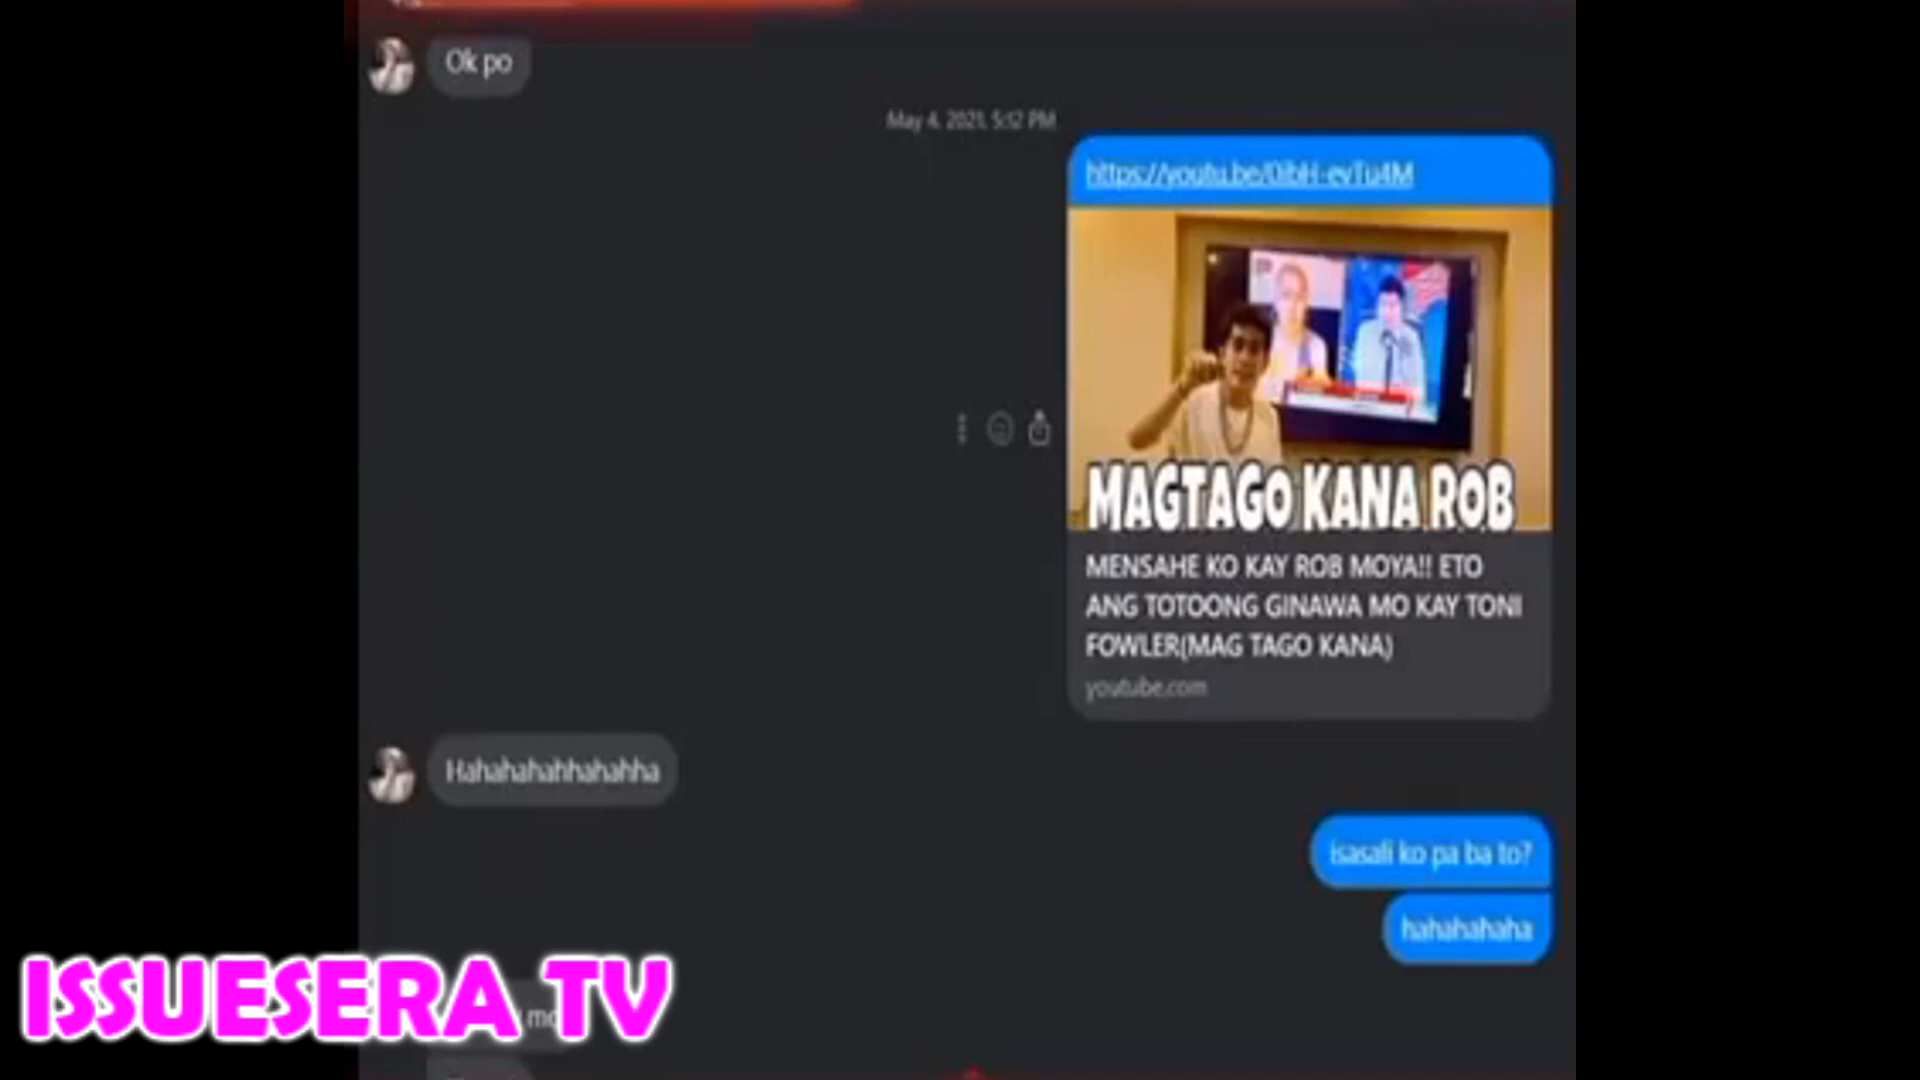 Ok po
May 4, 2021, 5:12 PM
MAGTAGO KANA ROB
MENSAHE KO KAY ROB MOYA!! ETO
ANG TOTOONG GINAWA MO KAY TONI
FOWLER(MAG TAGO KANA)
youtube.com
Hahahahahhahahha
isasali ko pa ba to?
hahahahaha
ISSUESERA TV